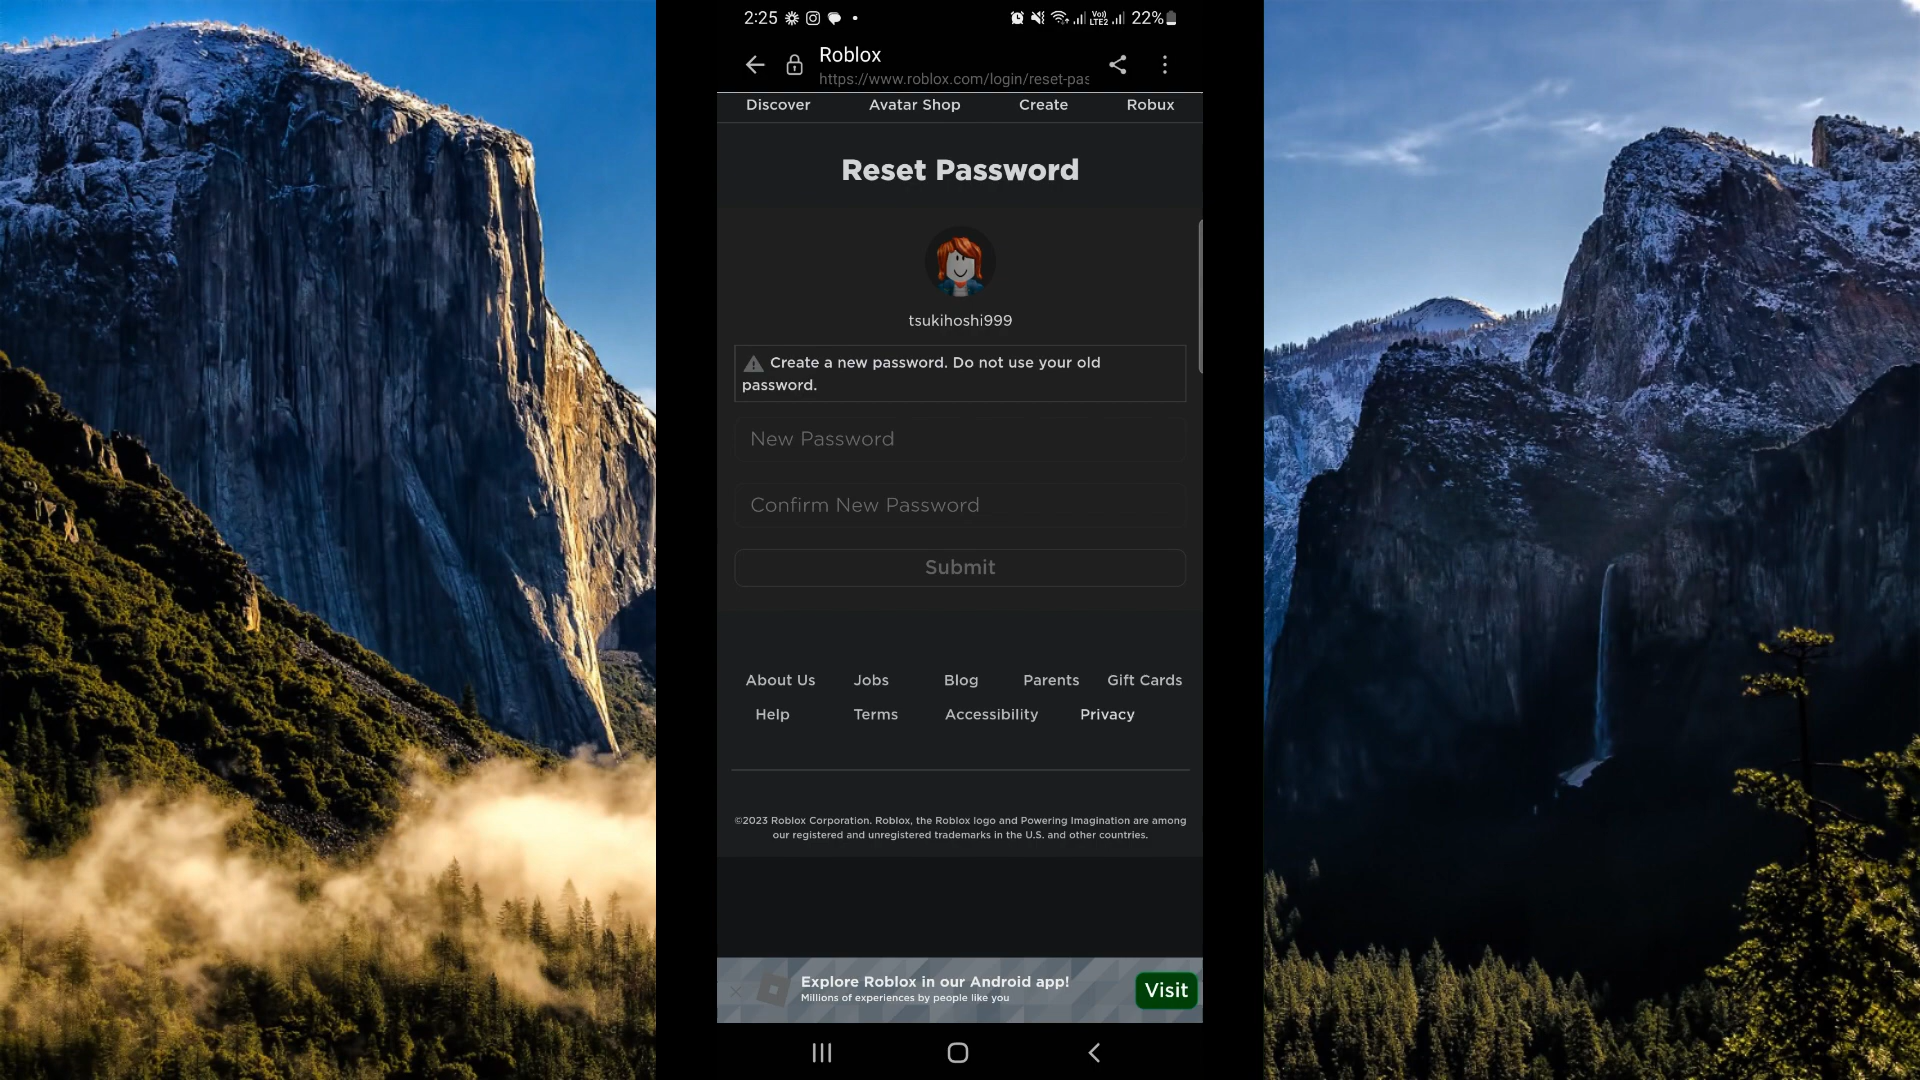 2:25 Vo)) LTE2 22%
Roblox
https://www.roblox.com/login/reset-pas
Discover Avatar Shop Create Robux
Reset Password
tsukihoshi999
Create a new password. Do not use your old
password.
New Password
Confirm New Password
Submit
About Us Jobs Blog Parents Gift Cards
Help Terms Accessibility Privacy
©2023 Roblox Corporation. Roblox, the Roblox logo and Powering Imagination are among
our registered and unregistered trademarks in the U.S. and other countries.
Explore Roblox in our Android app!
Millions of experiences by people like you
Visit